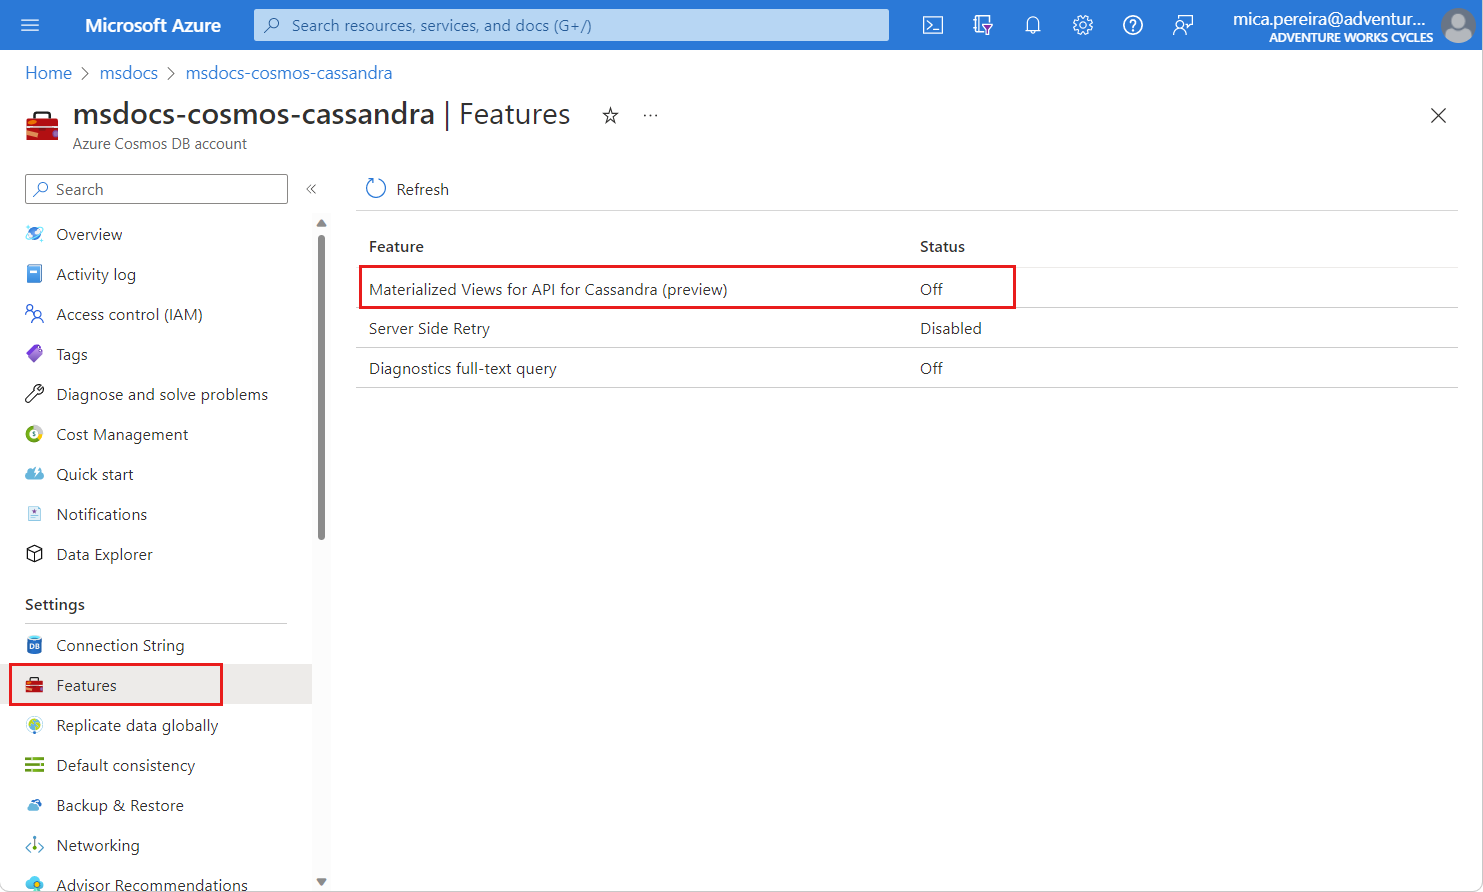 Microsoft Azure
Search resources, services, and docs (G+/)
mica.pereira@adventur...
ADVENTURE WORKS CYCLES
Home > msdocs > msdocs-cosmos-cassandra
msdocs-cosmos-cassandra | Features
Azure Cosmos DB account
Search
Refresh
Overview
Activity log
Access control (IAM)
Tags
Diagnose and solve problems
Cost Management
Quick start
Notifications
Data Explorer
Settings
Connection String
Features
Replicate data globally
Default consistency
Backup & Restore
Networking
Advisor Recommendations
Feature Status
Materialized Views for API for Cassandra (preview) Off
Server Side Retry Disabled
Diagnostics full-text query Off